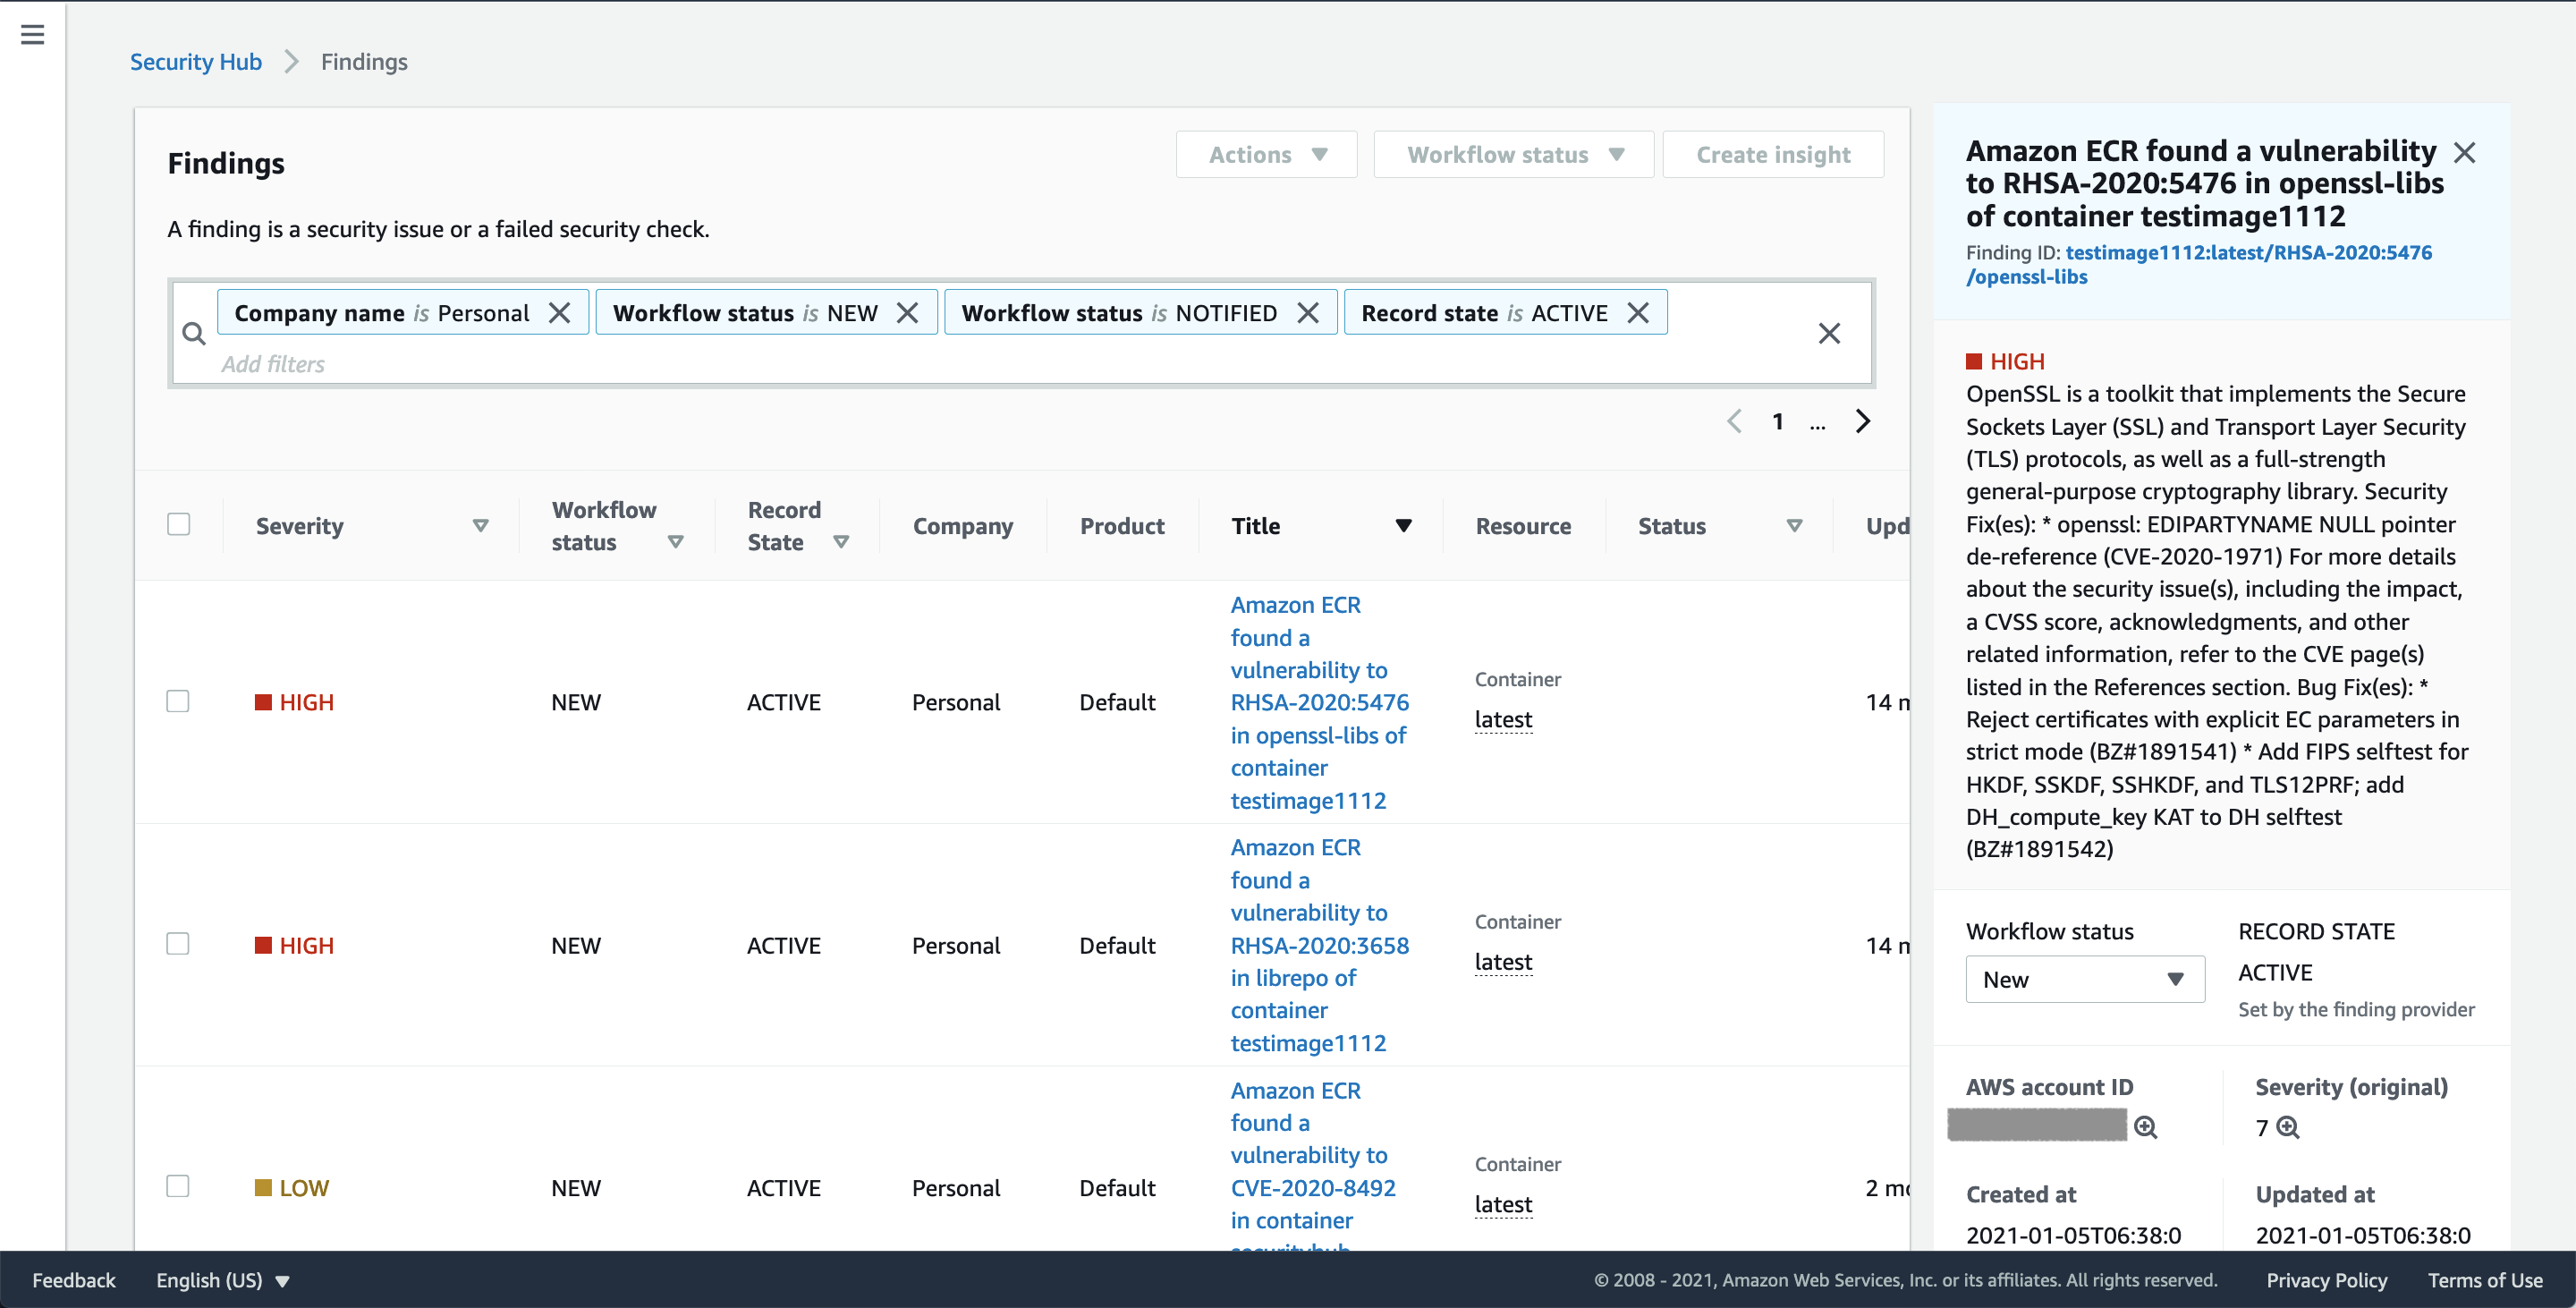 Security Hub > Findings
Findings
Actions
Workflow status
Create insight
A finding is a security issue or a failed security check.
Company name is Personal
Workflow status is NEW
Workflow status is NOTIFIED
Record state is ACTIVE
Add filters
1 ...
Severity
Workflow
status
Record
State
Company
Product
Title
Resource
Status
HIGH
NEW
ACTIVE
Personal
Default
Amazon ECR
found a
vulnerability to
RHSA-2020:5476
in openssl-libs of
container
testimage1112
Container
latest
14
HIGH
NEW
ACTIVE
Personal
Default
Amazon ECR
found a
vulnerability to
RHSA-2020:3658
in librepo of
container
testimage1112
Container
latest
14
LOW
NEW
ACTIVE
Personal
Default
Amazon ECR
found a
vulnerability to
CVE-2020-8492
in container
Container
latest
2
Amazon ECR found a vulnerability
to RHSA-2020:5476 in openssl-libs
of container testimage1112
Finding ID: testimage1112:latest/RHSA-2020:5476
/openssl-libs
HIGH
OpenSSL is a toolkit that implements the Secure
Sockets Layer (SSL) and Transport Layer Security
(TLS) protocols, as well as a full-strength
general-purpose cryptography library. Security
Fix(es): * openssl: EDIPARTYNAME NULL pointer
de-reference (CVE-2020-1971) For more details
about the security issue(s), including the impact,
a CVSS score, acknowledgments, and other
related information, refer to the CVE page(s)
listed in the References section. Bug Fix(es): *
Reject certificates with explicit EC parameters in
strict mode (BZ#1891541) * Add FIPS selftest for
HKDF, SSKDF, SSHKDF, and TLS12PRF; add
DH_compute_key KAT to DH selftest
(BZ#1891542)
Workflow status
New
RECORD STATE
ACTIVE
Set by the finding provider
AWS account ID
Severity (original)
7
Created at
2021-01-05T06:38:0
Updated at
2021-01-05T06:38:0
Feedback
English (US)
© 2008 - 2021, Amazon Web Services, Inc. or its affiliates. All rights reserved.
Privacy Policy
Terms of Use